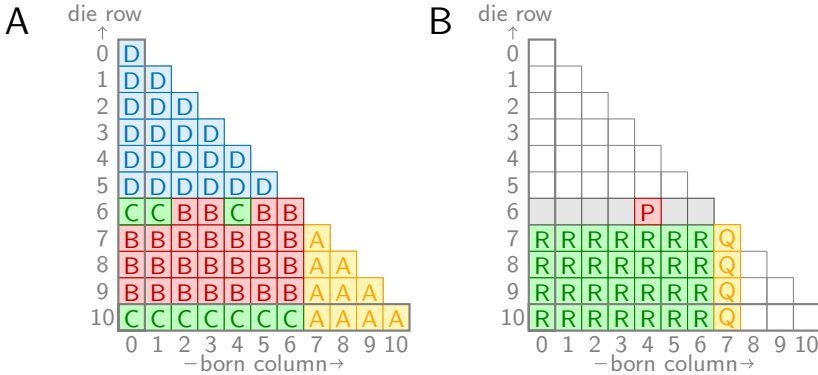 A
die row
↑
0 D
1 D D
2 D D D
3 D D D D
4 D D D D D
5 D D D D D D
6 C C B B C B B
7 B B B B B B B A
8 B B B B B B B A A
9 B B B B B B B A A A
10 C C C C C C C A A A A
0 1 2 3 4 5 6 7 8 9 10
−born column→
B
die row
↑
0
1
2
3
4
5
6 P
7 R R R R R R R Q
8 R R R R R R R Q
9 R R R R R R R Q
10 R R R R R R R Q
0 1 2 3 4 5 6 7 8 9 10
−born column→